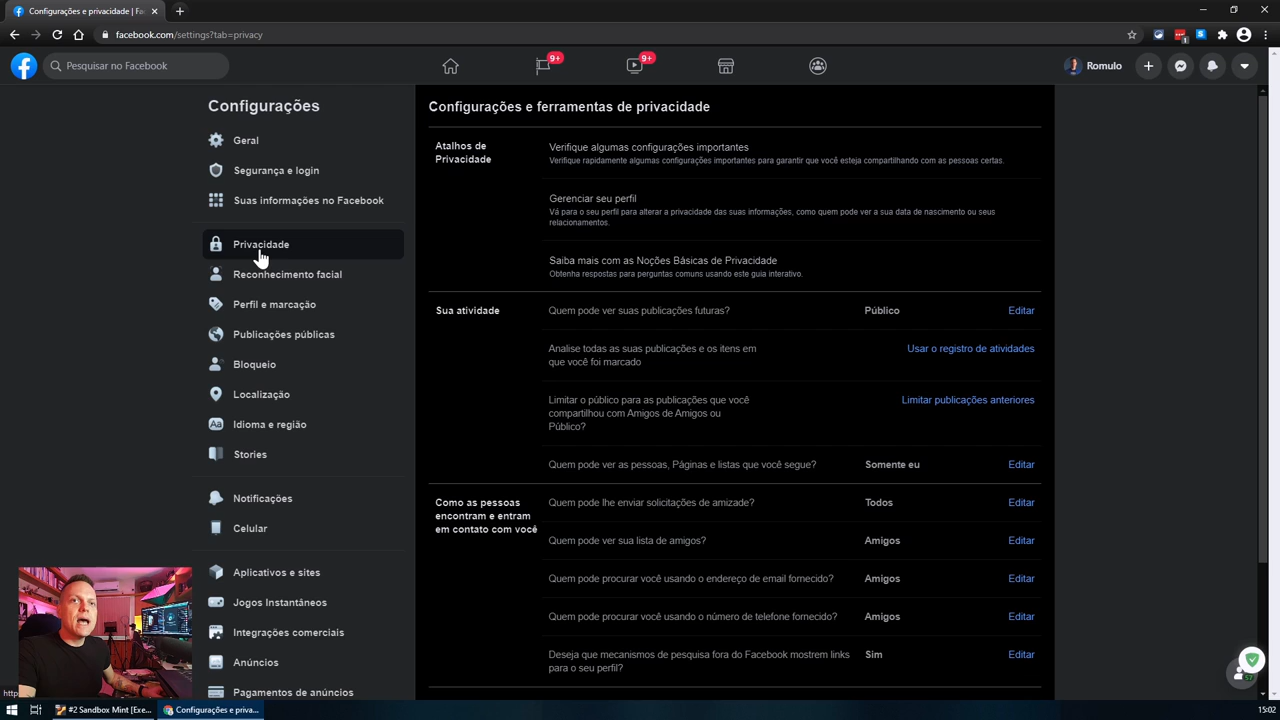 Configurações e privacidade | Fac
facebook.com/settings?tab=privacy
1
Pesquisar no Facebook
9+
9+
Romulo
Configurações
Geral
Segurança e login
Suas informações no Facebook
Privacidade
Reconhecimento facial
Perfil e marcação
Publicações públicas
Bloqueio
Localização
Idioma e região
Stories
Notificações
Celular
Aplicativos e sites
Jogos Instantâneos
Integrações comerciais
Anúncios
Pagamentos de anúncios
Configurações e ferramentas de privacidade
Atalhos de
Privacidade
Verifique algumas configurações importantes
Verifique rapidamente algumas configurações importantes para garantir que você esteja compartilhando com as pessoas certas.
Gerenciar seu perfil
Vá para o seu perfil para alterar a privacidade das suas informações, como quem pode ver a sua data de nascimento ou seus
relacionamentos.
Saiba mais com as Noções Básicas de Privacidade
Obtenha respostas para perguntas comuns usando este guia interativo.
Sua atividade
Quem pode ver suas publicações futuras? Público Editar
Analise todas as suas publicações e os itens em
que você foi marcado
Usar o registro de atividades
Limitar o público para as publicações que você
compartilhou com Amigos de Amigos ou
Público?
Limitar publicações anteriores
Quem pode ver as pessoas, Páginas e listas que você segue? Somente eu Editar
Como as pessoas
encontram e entram
em contato com você
Quem pode lhe enviar solicitações de amizade? Todos Editar
Quem pode ver sua lista de amigos? Amigos Editar
Quem pode procurar você usando o endereço de email fornecido? Amigos Editar
Quem pode procurar você usando o número de telefone fornecido? Amigos Editar
Deseja que mecanismos de pesquisa fora do Facebook mostrem links
para o seu perfil?
Sim Editar
57
http
#2 Sandbox Mint [Exe...
Configurações e priva...
15:02